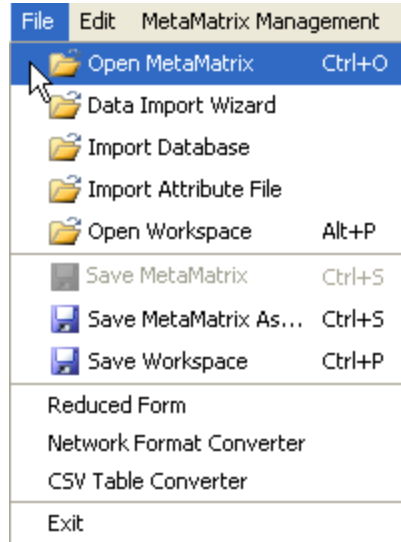 File Edit MetaMatrix Management
Open MetaMatrix Ctrl+O
Data Import Wizard
Import Database
Import Attribute File
Open Workspace Alt+P
Save MetaMatrix Ctrl+S
Save MetaMatrix As... Ctrl+S
Save Workspace Ctrl+P
Reduced Form
Network Format Converter
CSV Table Converter
Exit